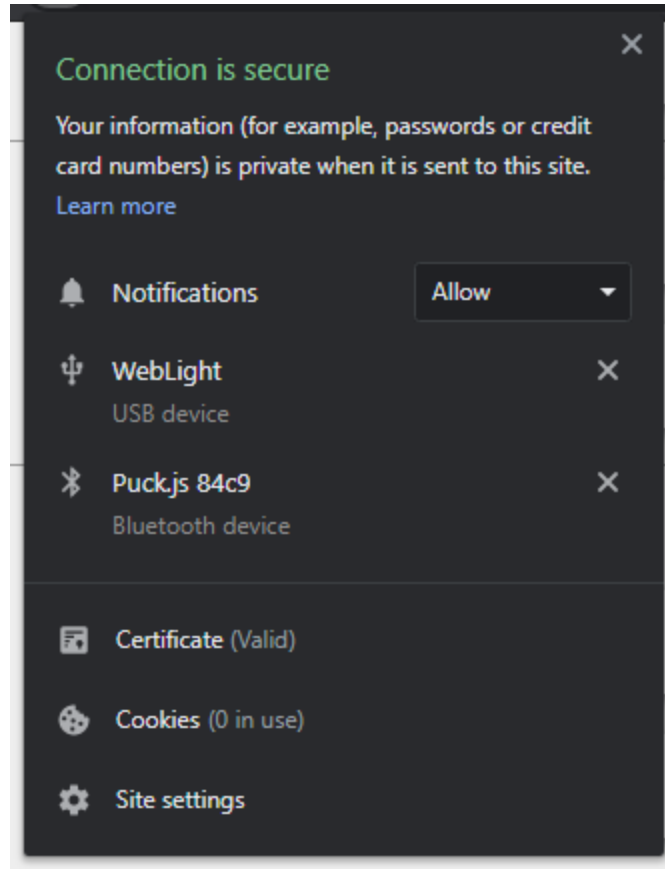 Connection is secure
Your information (for example, passwords or credit
card numbers) is private when it is sent to this site.
Learn more
Notifications Allow
WebLight
USB device
Puck.js 84c9
Bluetooth device
Certificate (Valid)
Cookies (0 in use)
Site settings